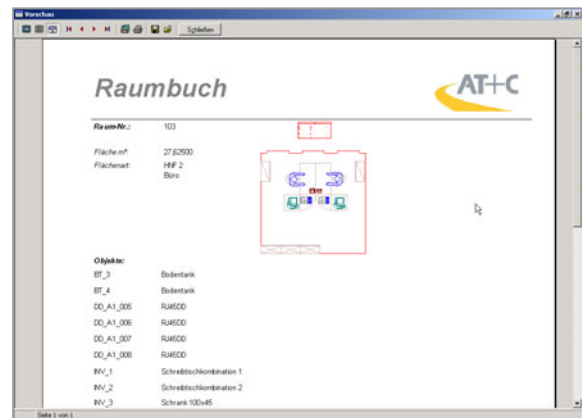 Vorschau
Schließen
Raumbuch
AT+C
Raum-Nr.: 103
Fläche m²: 27,62500
Flächenart: HNF 2
Büro
Objekte:
BT_3 Bodentank
BT_4 Bodentank
DD_A1_005 RJ45DD
DD_A1_006 RJ45DD
DD_A1_007 RJ45DD
DD_A1_008 RJ45DD
INV_1 Schreibtischkombination 1
INV_2 Schreibtischkombination 2
INV_3 Schrank 100x45
Seite 1 von 1